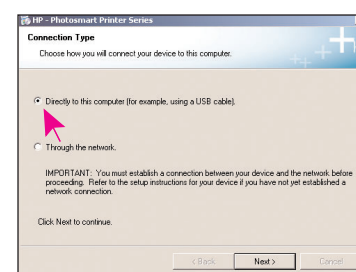 HP - Photosmart Printer Series
Connection Type
Choose how you will connect your device to this computer.
Directly to this computer (for example, using a USB cable).
Through the network.
IMPORTANT: You must establish a connection between your device and the network before
proceeding. Refer to the setup instructions for your device if you have not yet established a
network connection.
Click Next to continue.
< Back Next > Cancel